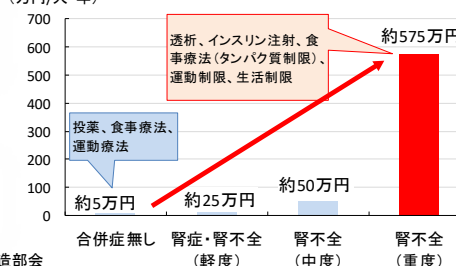 (万円/人・年)
700
600
500
400
300
200
100
0
透析、インスリン注射、食
事療法（タンパク質制限）、
運動制限、生活制限
約575万円
投薬、食事療法、
運動療法
約5万円
約25万円
約50万円
合併症無し
腎症・腎不全
（軽度）
腎不全
（中度）
腎不全
（重度）
造部会